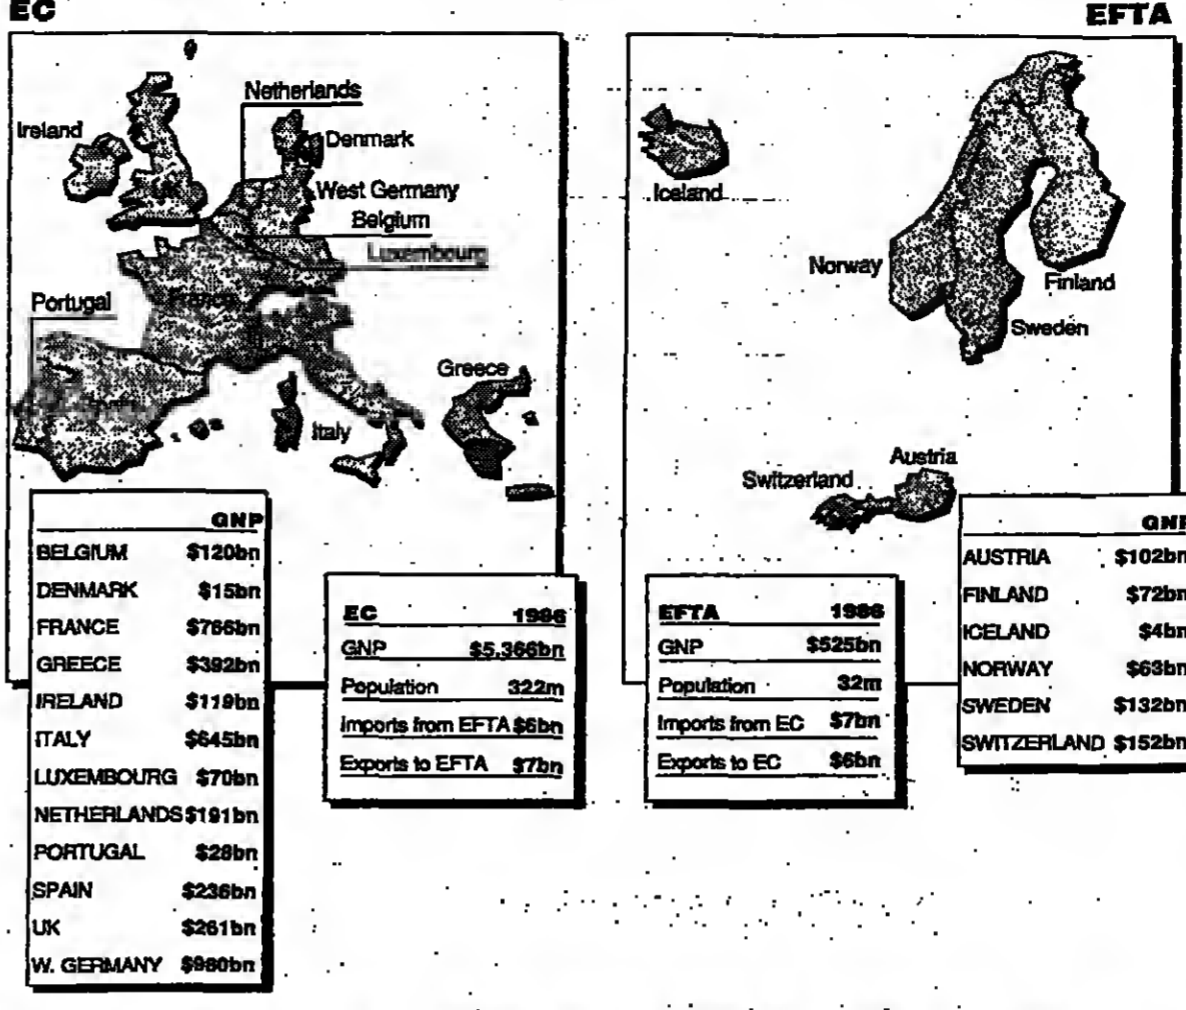 EC
Netherlands
Ireland
Denmark
UK
West Germany
Belgium
Luxembourg
France
Portugal
Greece
Italy
GNP
BELGIUM $120bn
DENMARK $15bn
FRANCE $766bn
GREECE $392bn
IRELAND $119bn
ITALY $645bn
LUXEMBOURG $70bn
NETHERLANDS $191bn
PORTUGAL $28bn
SPAIN $236bn
UK $261bn
W. GERMANY $980bn
EC 1986
GNP $5,366bn
Population 322m
Imports from EFTA $6bn
Exports to EFTA $7bn
EFTA
Iceland
Norway
Finland
Sweden
Austria
Switzerland
EFTA 1986
GNP $525bn
Population 32m
Imports from EC $7bn
Exports to EC $6bn
GNP
AUSTRIA $102bn
FINLAND $72bn
ICELAND $4bn
NORWAY $63bn
SWEDEN $132bn
SWITZERLAND $152bn